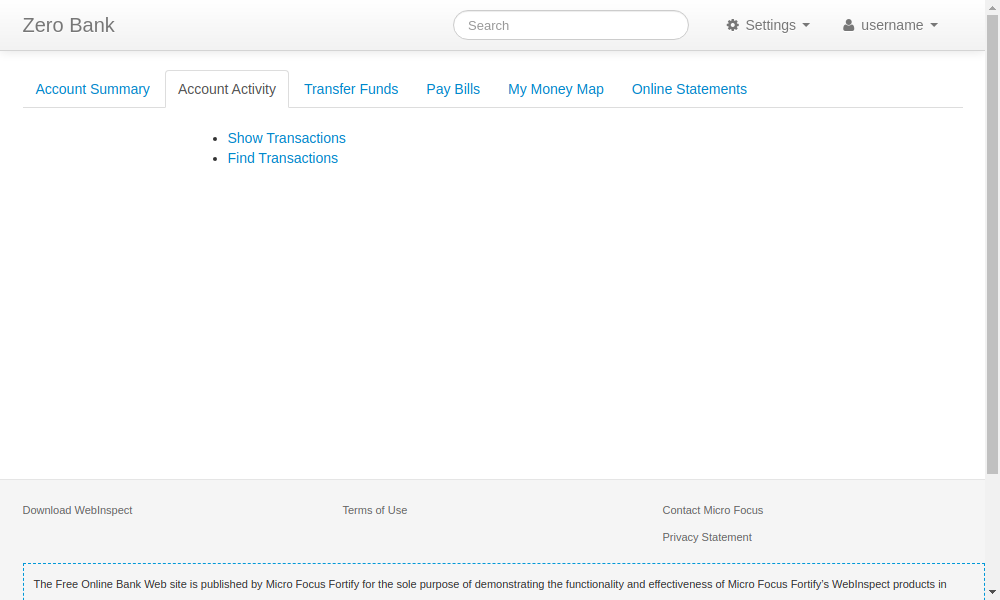 Zero Bank
Search
Settings
username
Account Summary
Account Activity
Transfer Funds
Pay Bills
My Money Map
Online Statements
Show Transactions
Find Transactions
Download WebInspect
Terms of Use
Contact Micro Focus
Privacy Statement
The Free Online Bank Web site is published by Micro Focus Fortify for the sole purpose of demonstrating the functionality and effectiveness of Micro Focus Fortify's WebInspect products in